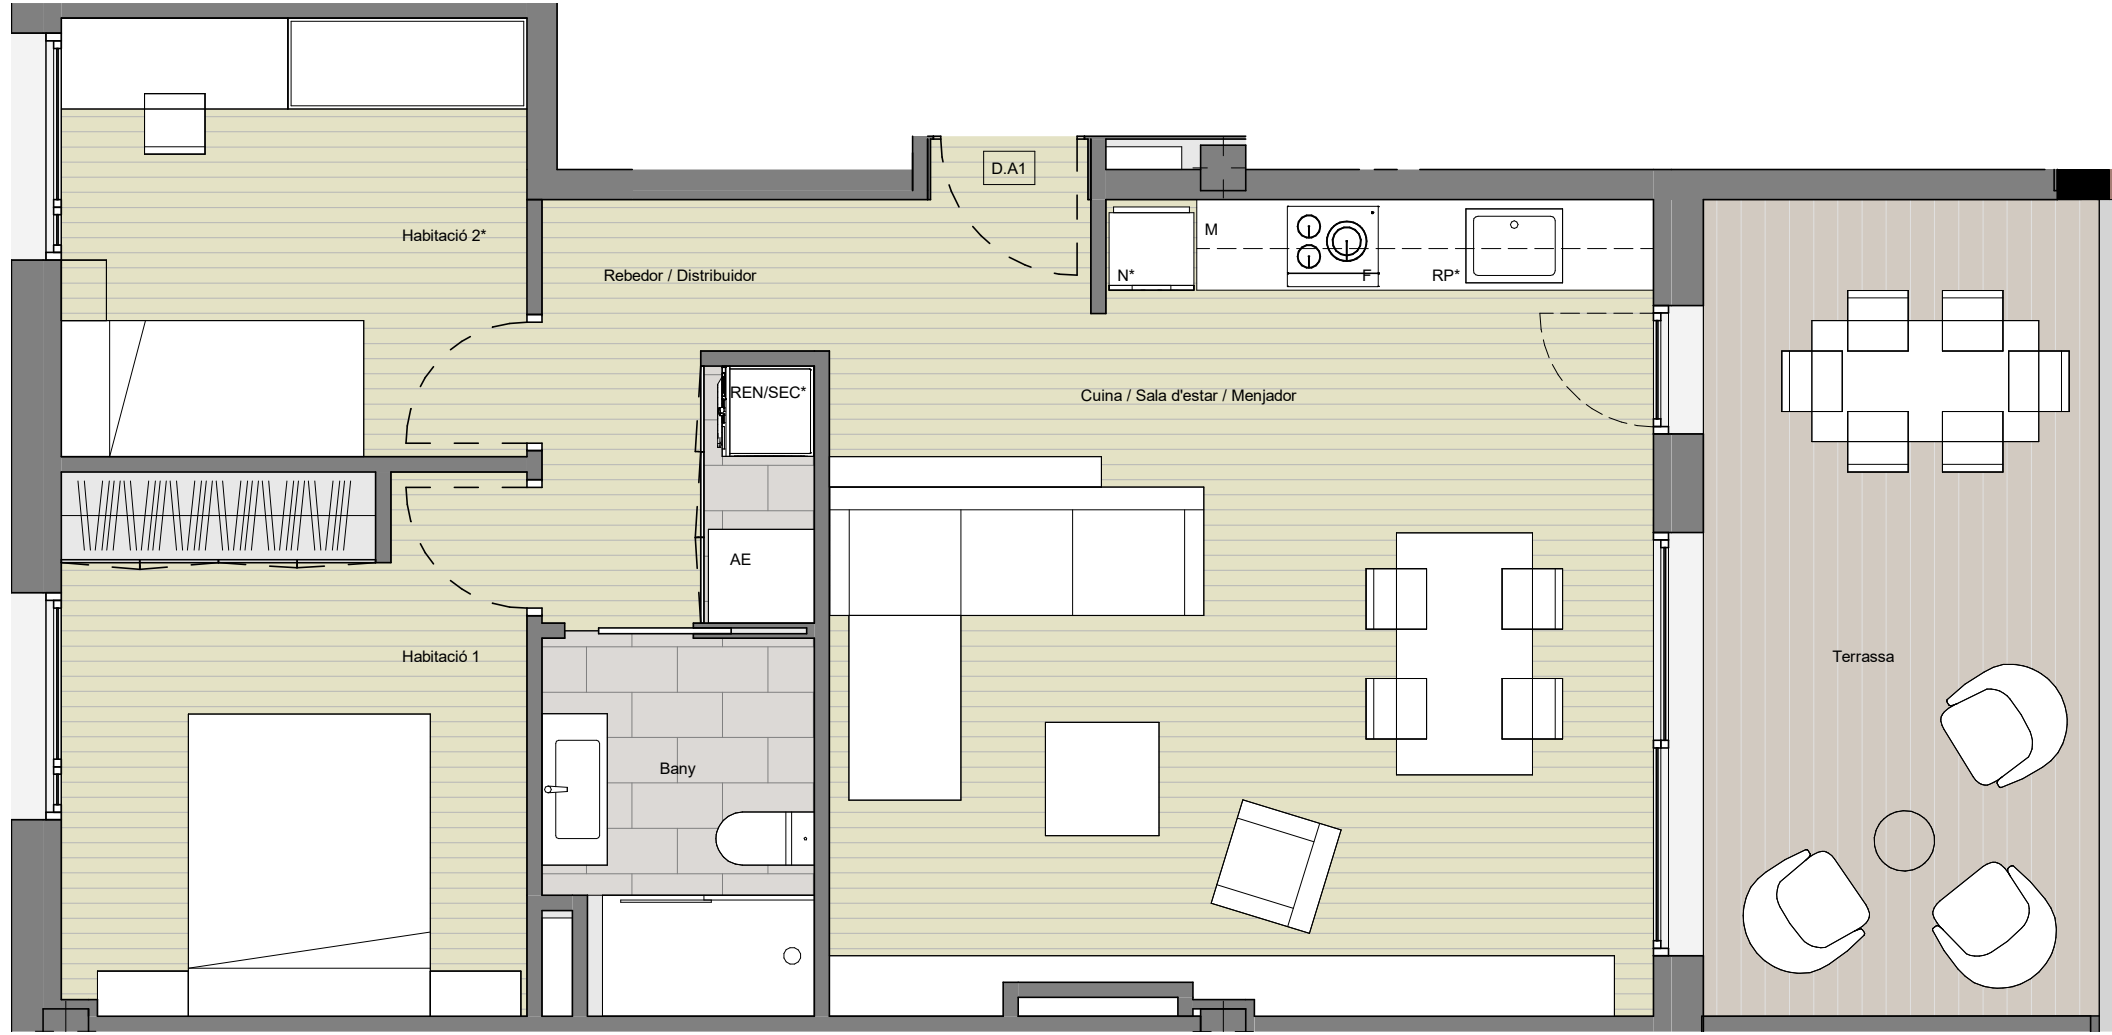 D.A1
M
Habitació 2*
Rebedor / Distribuidor
N*
F
RP*
REN/SEC*
Cuina / Sala d'estar / Menjador
AE
Habitació 1
Terrassa
Bany